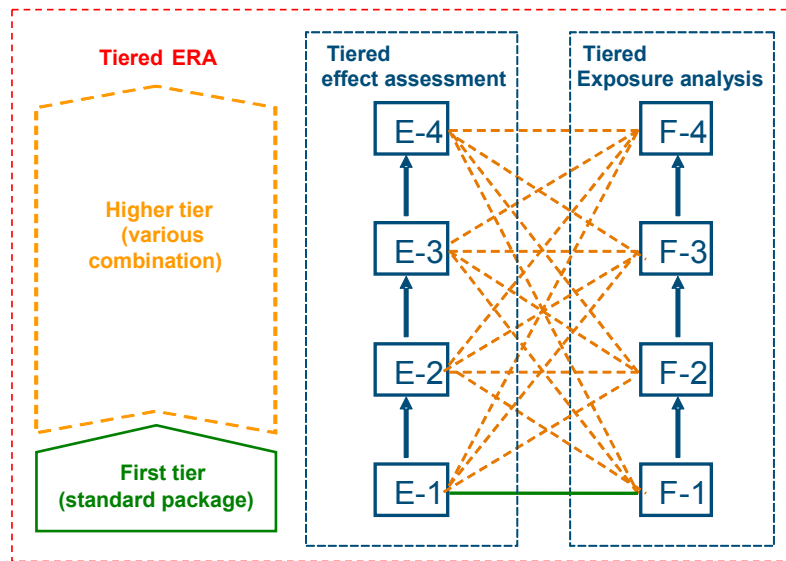 Tiered ERA
Higher tier
(various
combination)
First tier
(standard package)
Tiered
effect assessment
E-4
E-3
E-2
E-1
Tiered
Exposure analysis
F-4
F-3
F-2
F-1